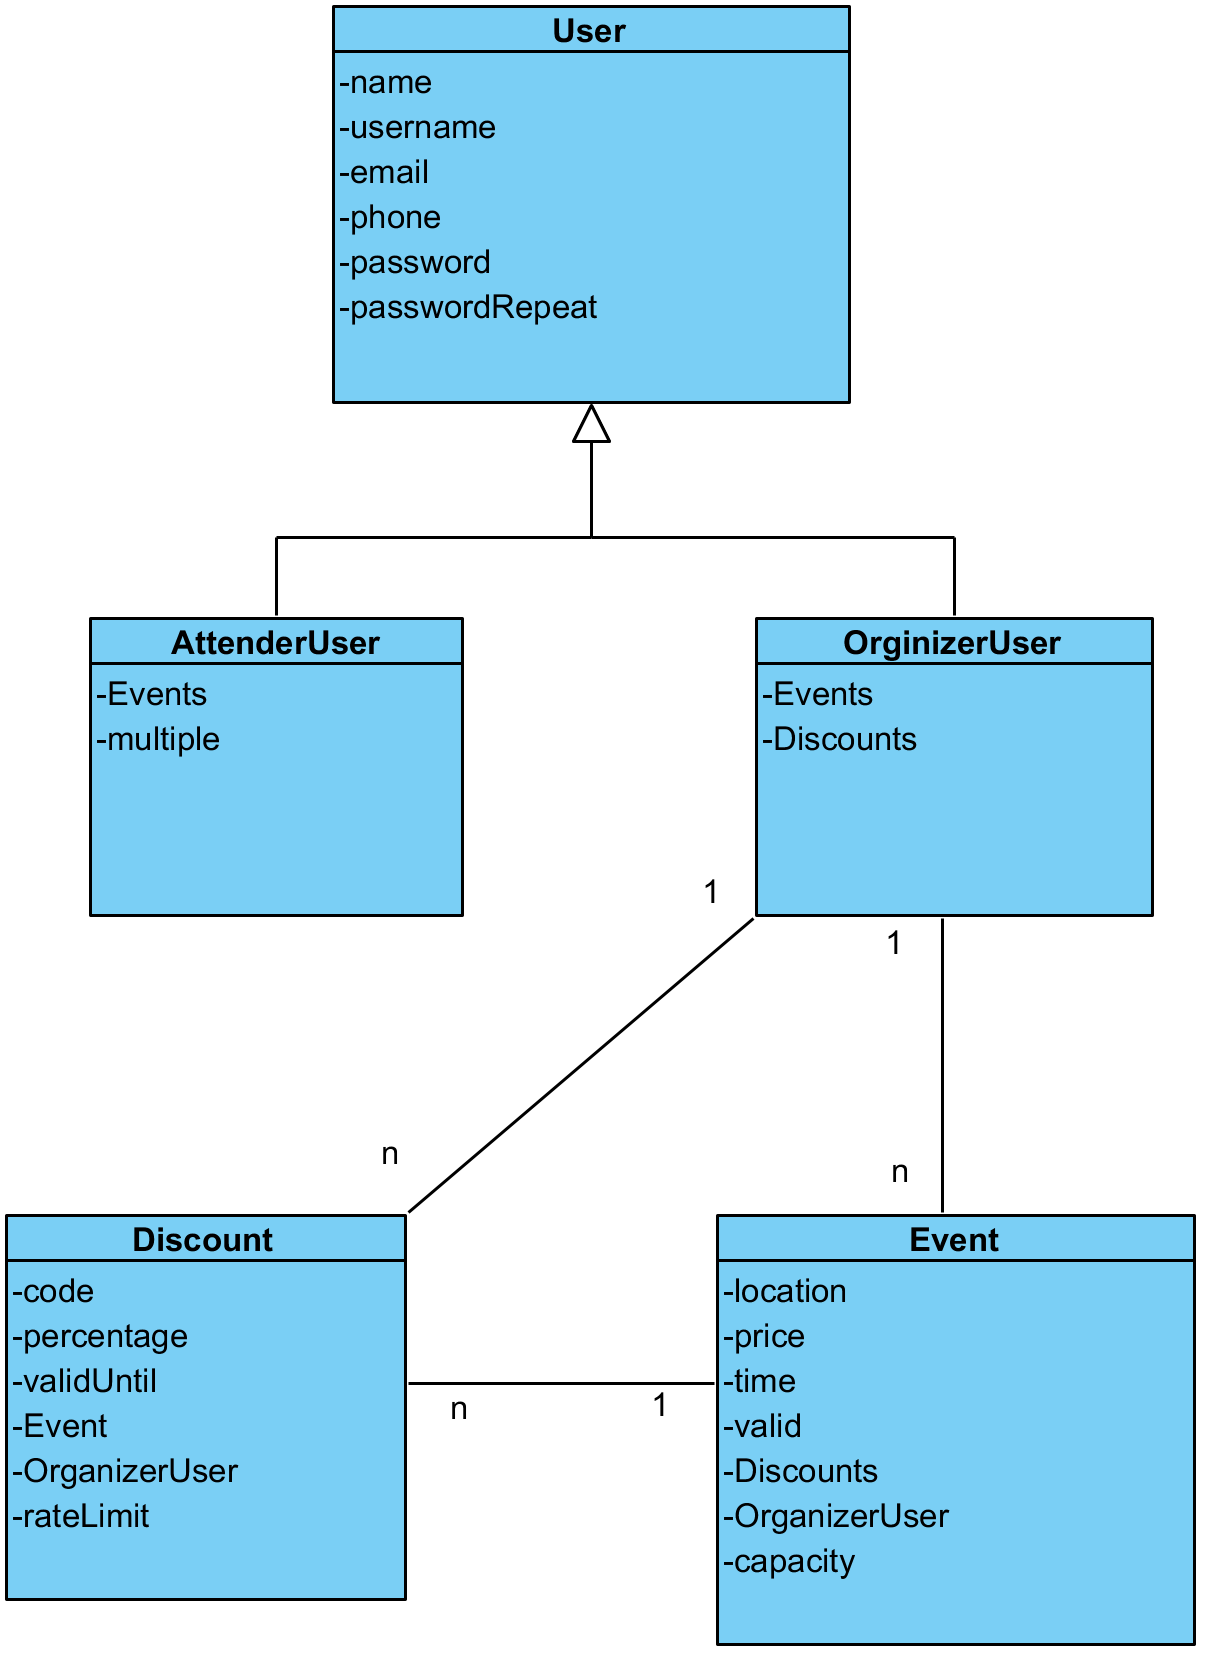 User
-name
-username
-email
-phone
-password
-passwordRepeat
AttenderUser
-Events
-multiple
OrginizerUser
-Events
-Discounts
1
1
n
n
Discount
-code
-percentage
-validUntil
-Event
-OrganizerUser
-rateLimit
n
1
Event
-location
-price
-time
-valid
-Discounts
-OrganizerUser
-capacity